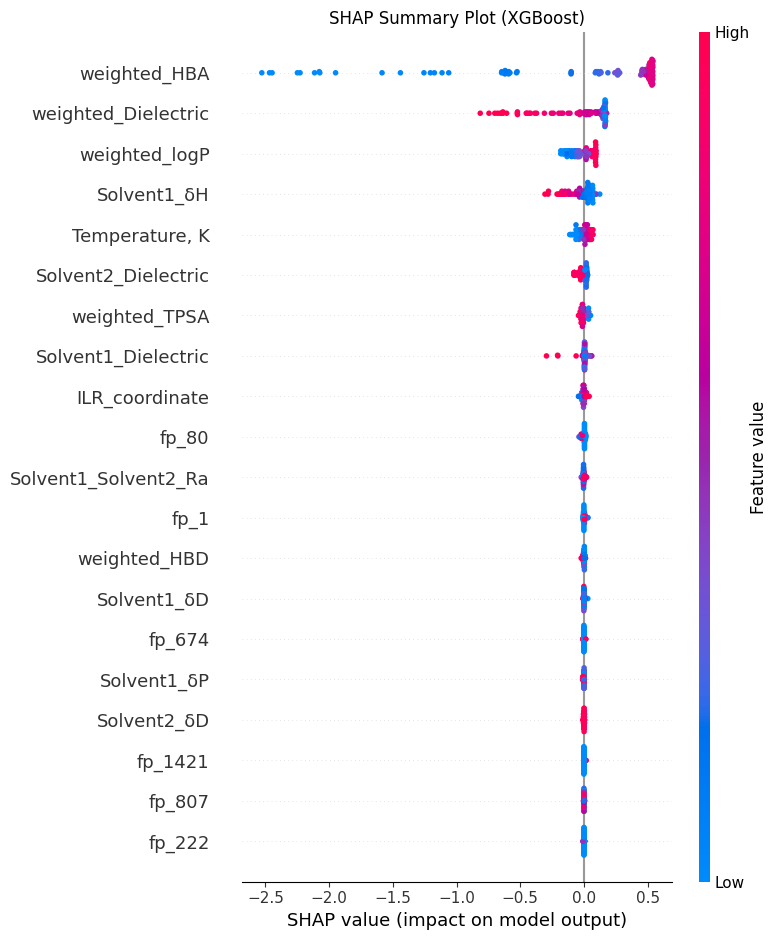 SHAP Summary Plot (XGBoost)
High
weighted_HBA
weighted_Dielectric
weighted_logP
Solvent1_δH
Temperature, K
Solvent2_Dielectric
weighted_TPSA
Solvent1_Dielectric
ILR_coordinate
fp_80
Solvent1_Solvent2_Ra
fp_1
weighted_HBD
Solvent1_δD
fp_674
Solvent1_δP
Solvent2_δD
fp_1421
fp_807
fp_222
Feature value
Low
−2.5 −2.0 −1.5 −1.0 −0.5 0.0 0.5
SHAP value (impact on model output)